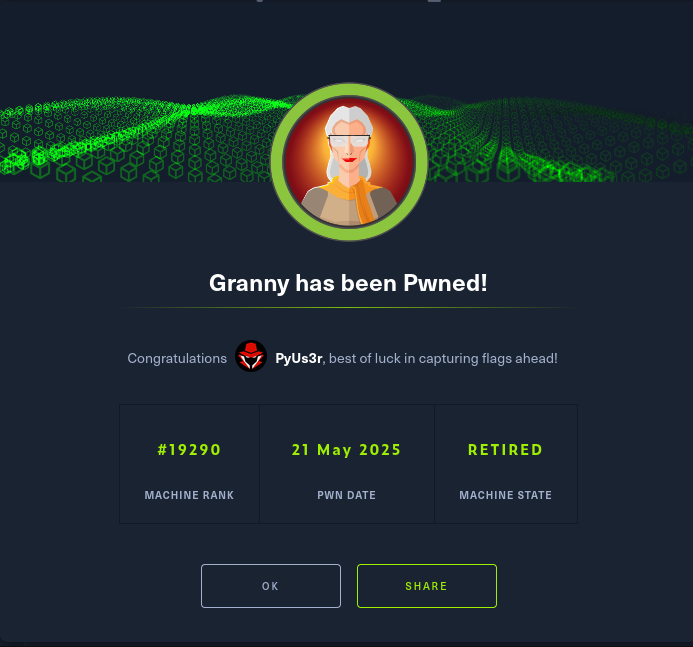 Granny has been Pwned!
Congratulations PyUs3r, best of luck in capturing flags ahead!
#19290 21 May 2025 RETIRED
MACHINE RANK PWN DATE MACHINE STATE
OK SHARE